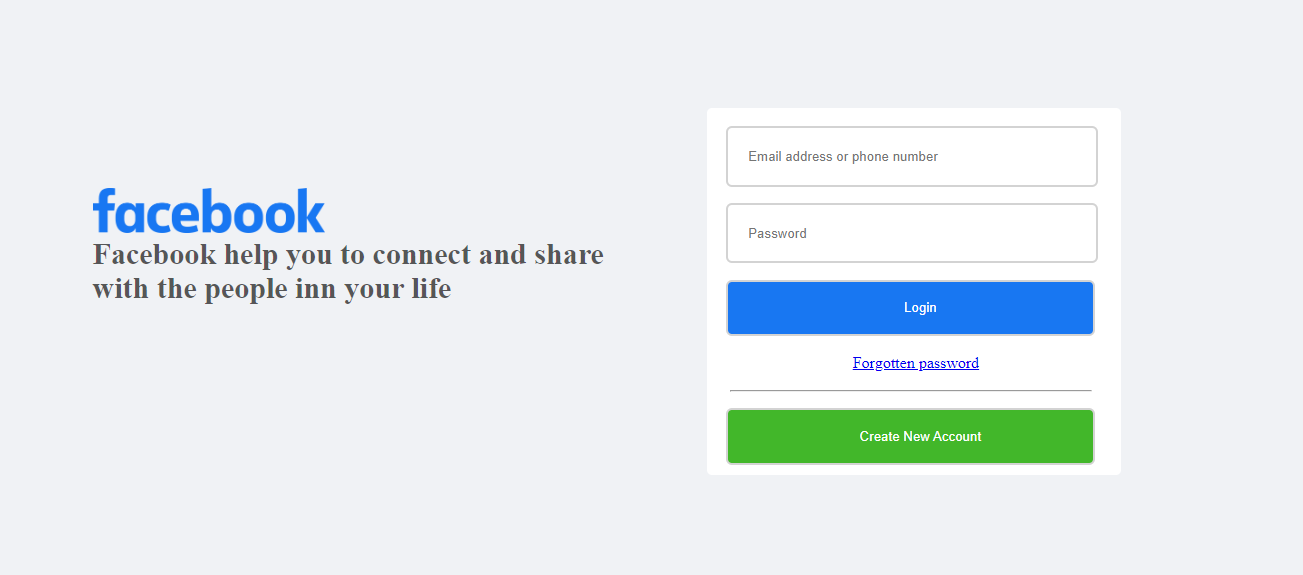 facebook
Facebook help you to connect and share
with the people inn your life
Email address or phone number
Password
Login
Forgotten password
Create New Account